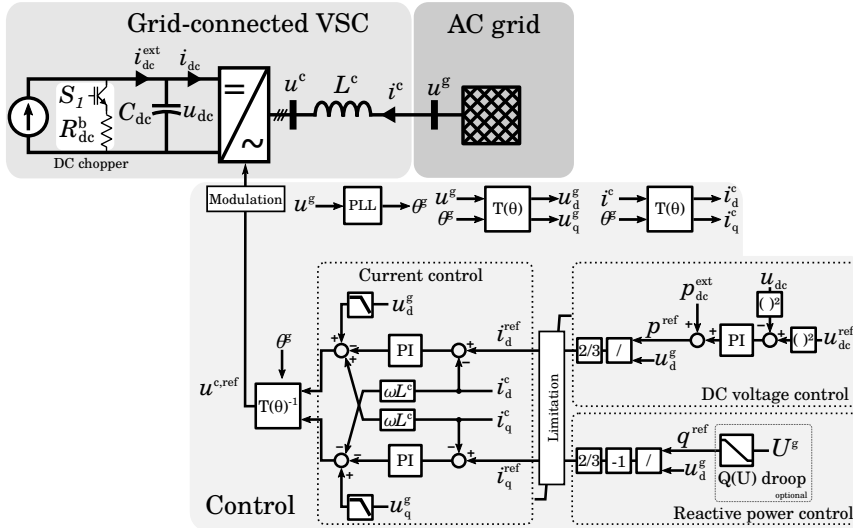 Grid-connected VSC
AC grid
i_dc^ext
i_dc
u^c
L^c
i^c
u^g
S_1
C_dc
u_dc
R_dc^b
=
~
DC chopper
Modulation
u^g
PLL
θ^g
u^g
θ^g
T(θ)
u_d^g
u_q^g
i^c
θ^g
T(θ)
i_d^c
i_q^c
Current control
u_d^g
p_dc^ext
u_dc
( )²
θ^g
+
−
+
PI
+
−
i_d^ref
2/3
/
p^ref
u_d^g
+
+
PI
−
+
( )²
u_dc^ref
u^c,ref
T(θ)^-1
ωL^c
i_d^c
ωL^c
i_q^c
Limitation
DC voltage control
−
−
+
PI
−
+
i_q^ref
2/3
-1
/
q^ref
u_d^g
U^g
Q(U) droop
optional
u_q^g
Control
Reactive power control